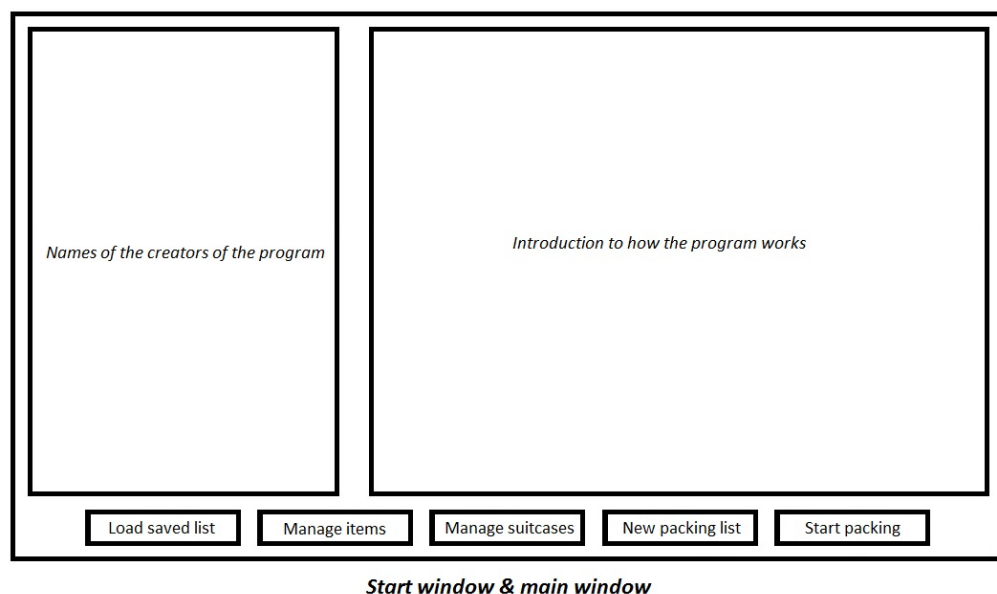 Names of the creators of the program
Introduction to how the program works
Load saved list
Manage items
Manage suitcases
New packing list
Start packing
Start window & main window